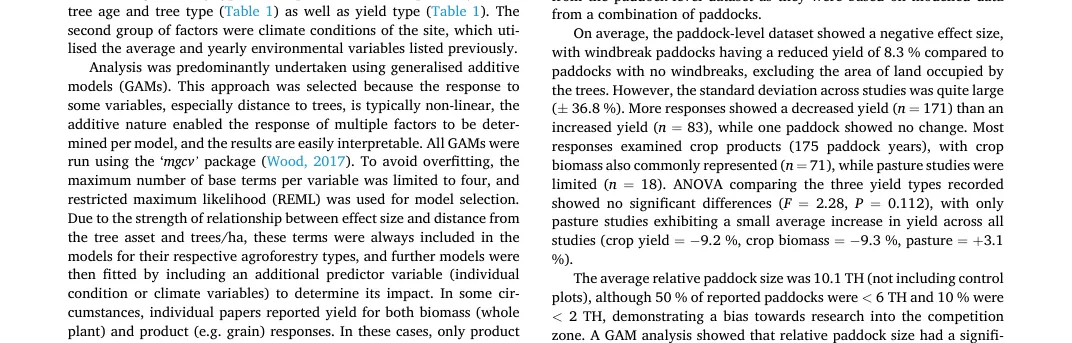 tree age and tree type (Table 1) as well as yield type (Table 1). The
second group of factors were climate conditions of the site, which uti-
lised the average and yearly environmental variables listed previously.
Analysis was predominantly undertaken using generalised additive
models (GAMs). This approach was selected because the response to
some variables, especially distance to trees, is typically non-linear, the
additive nature enabled the response of multiple factors to be deter-
mined per model, and the results are easily interpretable. All GAMs were
run using the ‘mgcv’ package (Wood, 2017). To avoid overfitting, the
maximum number of base terms per variable was limited to four, and
restricted maximum likelihood (REML) was used for model selection.
Due to the strength of relationship between effect size and distance from
the tree asset and trees/ha, these terms were always included in the
models for their respective agroforestry types, and further models were
then fitted by including an additional predictor variable (individual
condition or climate variables) to determine its impact. In some cir-
cumstances, individual papers reported yield for both biomass (whole
plant) and product (e.g. grain) responses. In these cases, only product
from a combination of paddocks.
On average, the paddock-level dataset showed a negative effect size,
with windbreak paddocks having a reduced yield of 8.3 % compared to
paddocks with no windbreaks, excluding the area of land occupied by
the trees. However, the standard deviation across studies was quite large
(± 36.8 %). More responses showed a decreased yield (n = 171) than an
increased yield (n = 83), while one paddock showed no change. Most
responses examined crop products (175 paddock years), with crop
biomass also commonly represented (n = 71), while pasture studies were
limited (n = 18). ANOVA comparing the three yield types recorded
showed no significant differences (F = 2.28, P = 0.112), with only
pasture studies exhibiting a small average increase in yield across all
studies (crop yield = −9.2 %, crop biomass = −9.3 %, pasture = +3.1
%).
The average relative paddock size was 10.1 TH (not including control
plots), although 50 % of reported paddocks were < 6 TH and 10 % were
< 2 TH, demonstrating a bias towards research into the competition
zone. A GAM analysis showed that relative paddock size had a signifi-